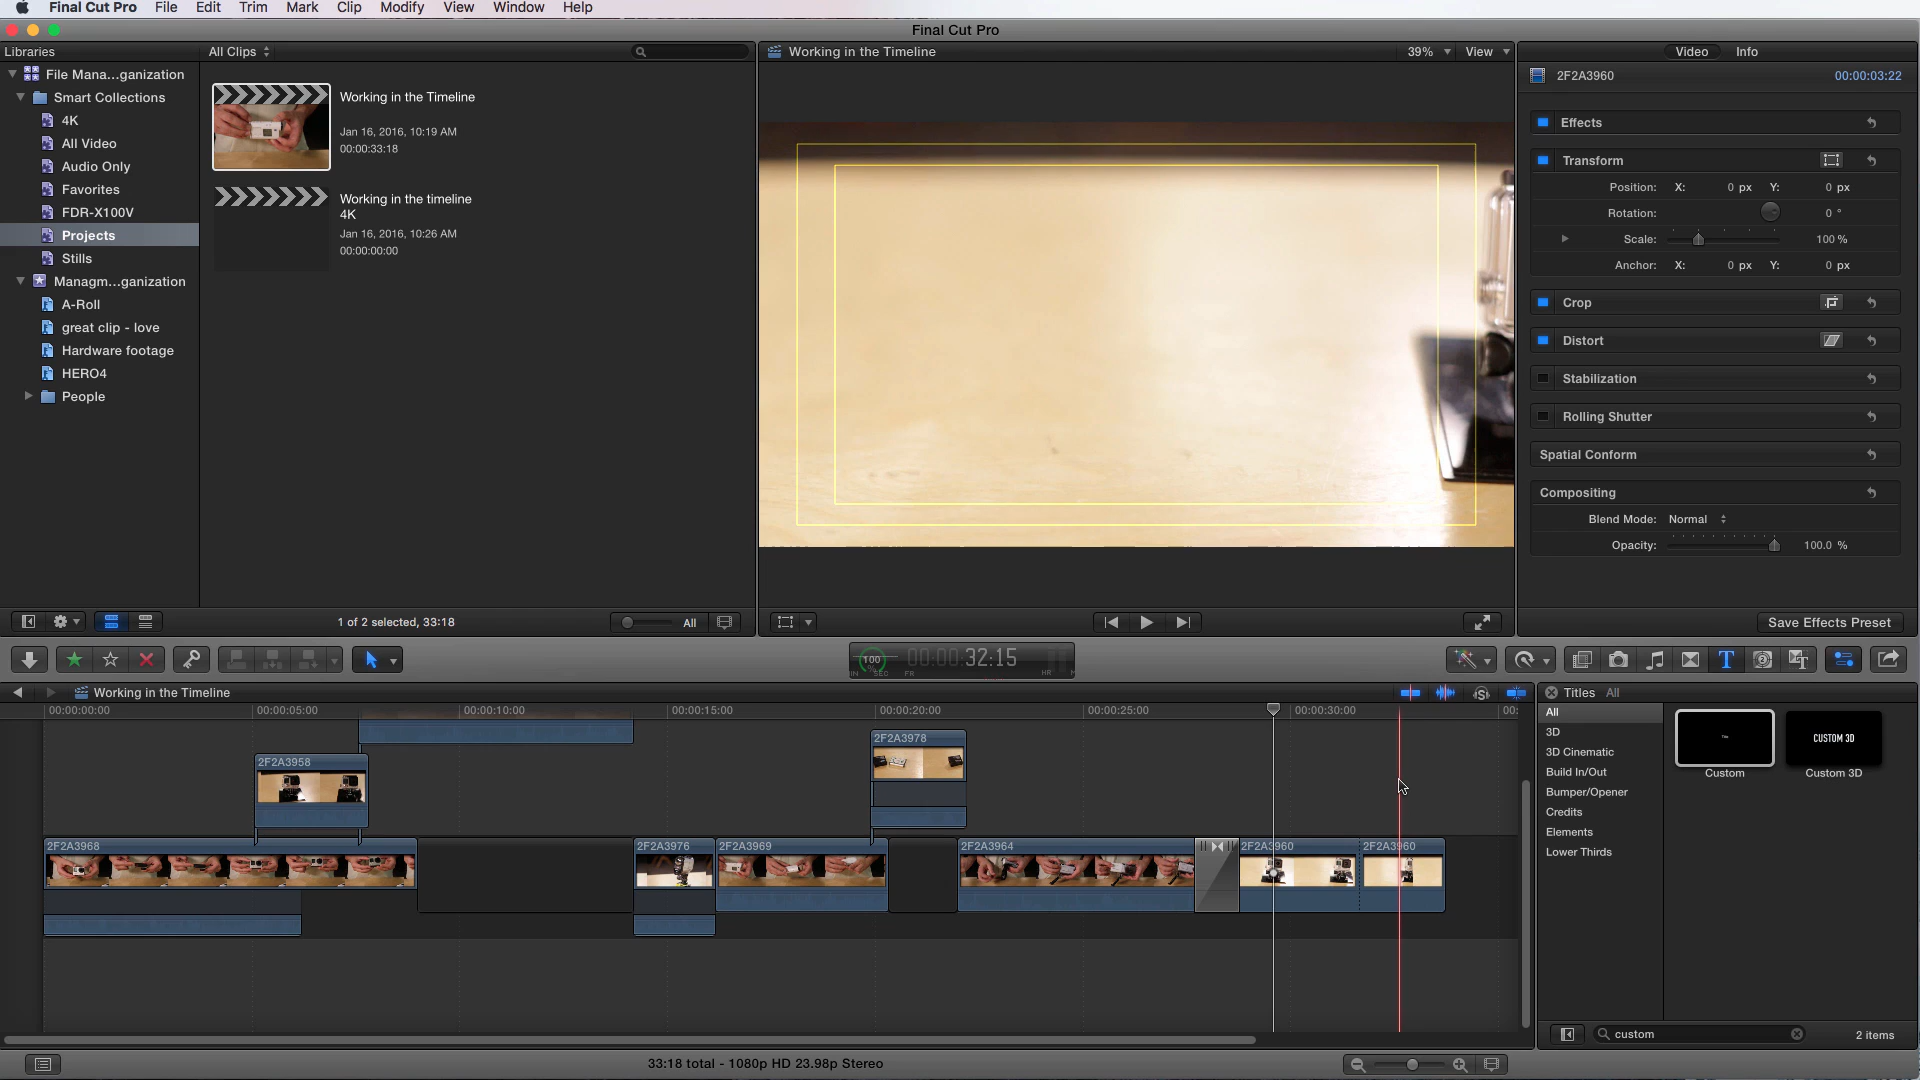 Final Cut Pro File Edit Trim Mark Clip Modify View Window Help
Final Cut Pro
Libraries
All Clips
Working in the Timeline
39%
View
Video
Info
File Mana...ganization
Smart Collections
4K
All Video
Audio Only
Favorites
FDR-X100V
Projects
Stills
Managm...ganization
A-Roll
great clip - love
Hardware footage
HERO4
People
Working in the Timeline
Jan 16, 2016, 10:19 AM
00:00:33:18
Working in the timeline
4K
Jan 16, 2016, 10:26 AM
00:00:00:00
2F2A3960
00:00:03:22
Effects
Transform
Position: X: 0 px Y: 0 px
Rotation: 0 °
Scale: 100 %
Anchor: X: 0 px Y: 0 px
Crop
Distort
Stabilization
Rolling Shutter
Spatial Conform
Compositing
Blend Mode: Normal
Opacity: 100.0 %
1 of 2 selected, 33:18
All
Save Effects Preset
100
%
00:00:32:15
SEC FR
HR
Working in the Timeline
Titles All
00:00:00:00 00:00:05:00 00:00:10:00 00:00:15:00 00:00:20:00 00:00:25:00 00:00:30:00 00:
2F2A3958
2F2A3978
2F2A3968
2F2A3976
2F2A3969
2F2A3964
2F2A3960
2F2A3960
All
3D
3D Cinematic
Build In/Out
Bumper/Opener
Credits
Elements
Lower Thirds
Title
Custom
CUSTOM 3D
Custom 3D
custom
2 items
33:18 total - 1080p HD 23.98p Stereo